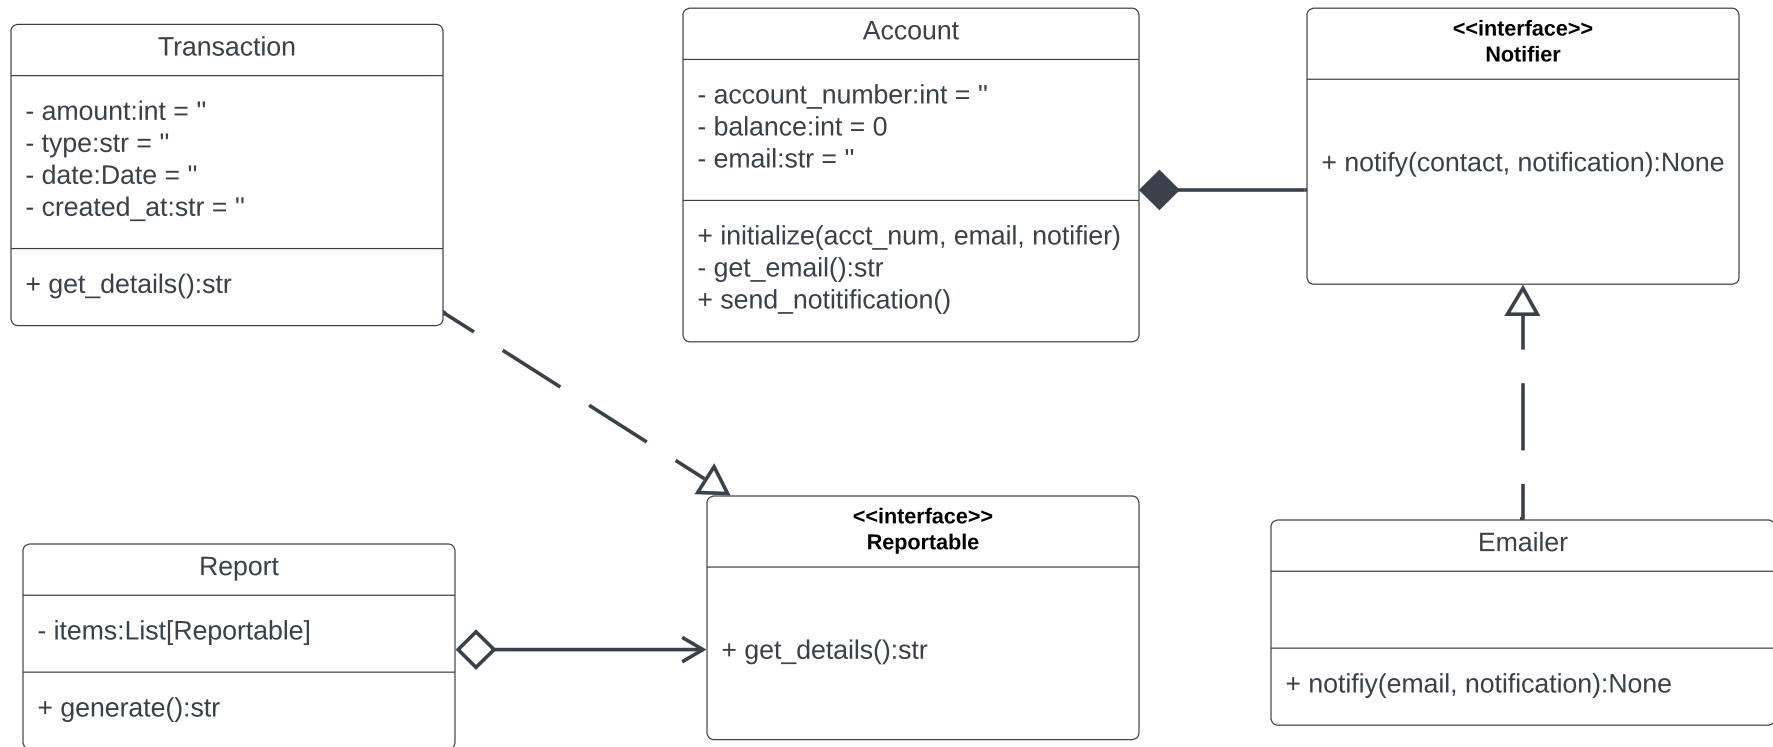 Transaction
- amount:int = ''
- type:str = ''
- date:Date = ''
- created_at:str = ''
+ get_details():str
Account
- account_number:int = ''
- balance:int = 0
- email:str = ''
+ initialize(acct_num, email, notifier)
- get_email():str
+ send_notitification()
<<interface>>
Notifier
+ notify(contact, notification):None
Report
- items:List[Reportable]
+ generate():str
<<interface>>
Reportable
+ get_details():str
Emailer
+ notifiy(email, notification):None